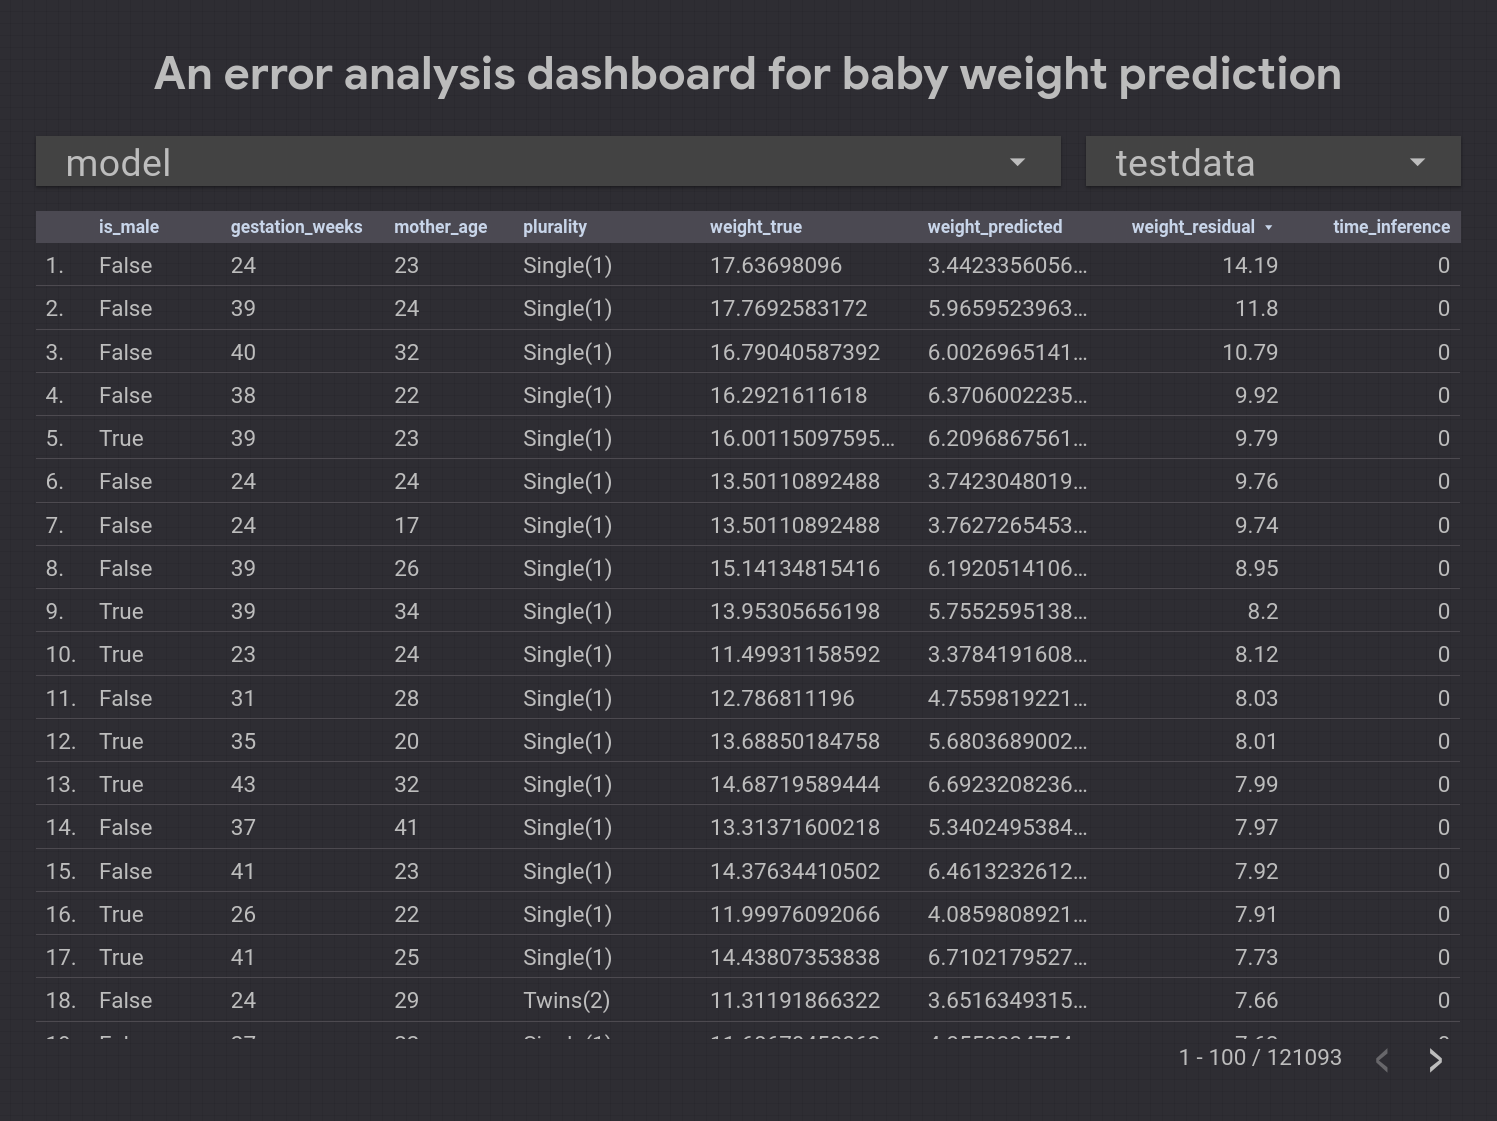 An error analysis dashboard for baby weight prediction
model testdata
is_male gestation_weeks mother_age plurality weight_true weight_predicted weight_residual time_inference
1. False 24 23 Single(1) 17.63698096 3.4423356056... 14.19 0
2. False 39 24 Single(1) 17.7692583172 5.9659523963... 11.8 0
3. False 40 32 Single(1) 16.79040587392 6.0026965141... 10.79 0
4. False 38 22 Single(1) 16.2921611618 6.3706002235... 9.92 0
5. True 39 23 Single(1) 16.00115097595... 6.2096867561... 9.79 0
6. False 24 24 Single(1) 13.50110892488 3.7423048019... 9.76 0
7. False 24 17 Single(1) 13.50110892488 3.7627265453... 9.74 0
8. False 39 26 Single(1) 15.14134815416 6.1920514106... 8.95 0
9. True 39 34 Single(1) 13.95305656198 5.7552595138... 8.2 0
10. True 23 24 Single(1) 11.49931158592 3.3784191608... 8.12 0
11. False 31 28 Single(1) 12.786811196 4.7559819221... 8.03 0
12. True 35 20 Single(1) 13.68850184758 5.6803689002... 8.01 0
13. True 43 32 Single(1) 14.68719589444 6.6923208236... 7.99 0
14. False 37 41 Single(1) 13.31371600218 5.3402495384... 7.97 0
15. False 41 23 Single(1) 14.37634410502 6.4613232612... 7.92 0
16. True 26 22 Single(1) 11.99976092066 4.0859808921... 7.91 0
17. True 41 25 Single(1) 14.43807353838 6.7102179527... 7.73 0
18. False 24 29 Twins(2) 11.31191866322 3.6516349315... 7.66 0
1 - 100 / 121093